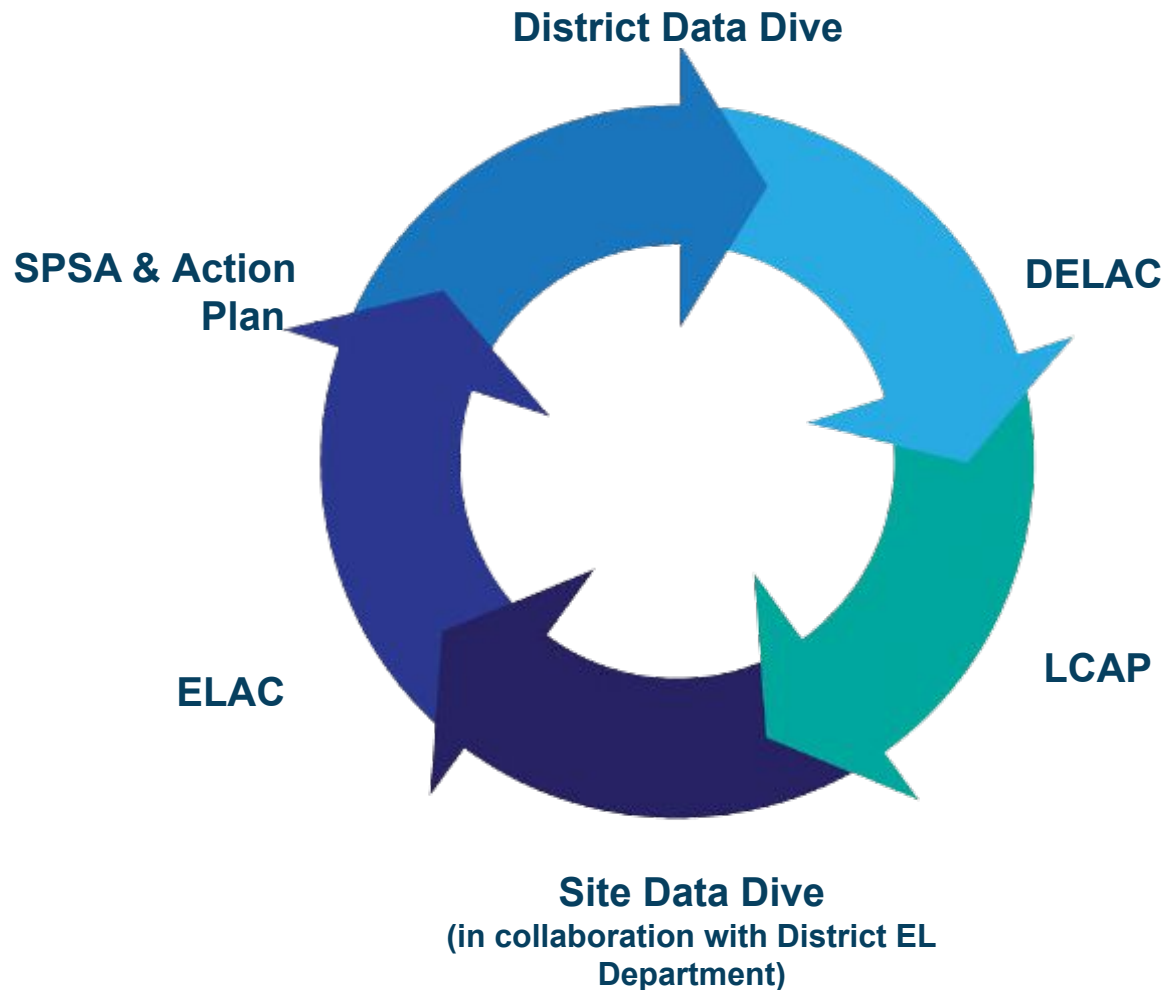 District Data Dive
SPSA & Action
Plan
DELAC
LCAP
ELAC
Site Data Dive
(in collaboration with District EL
Department)